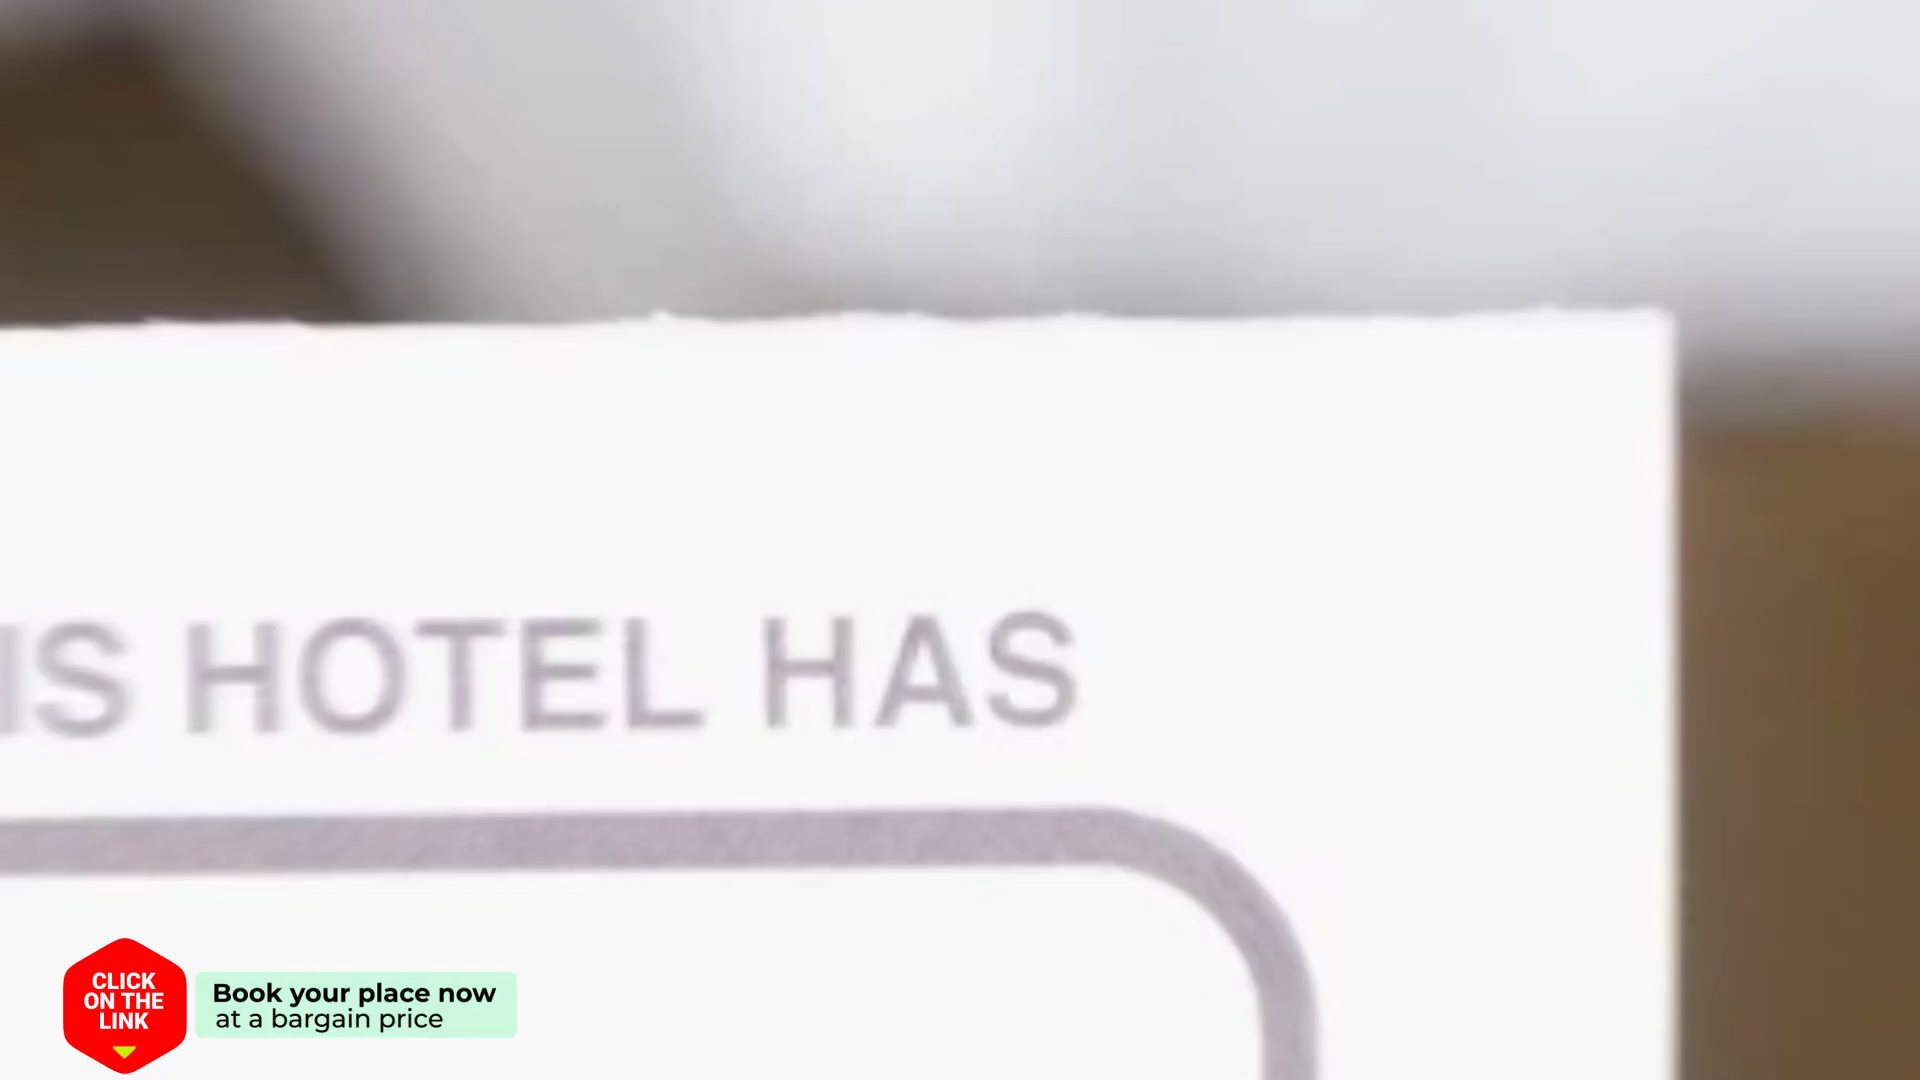 IS HOTEL HAS
CLICK
ON THE
LINK
Book your place now
at a bargain price